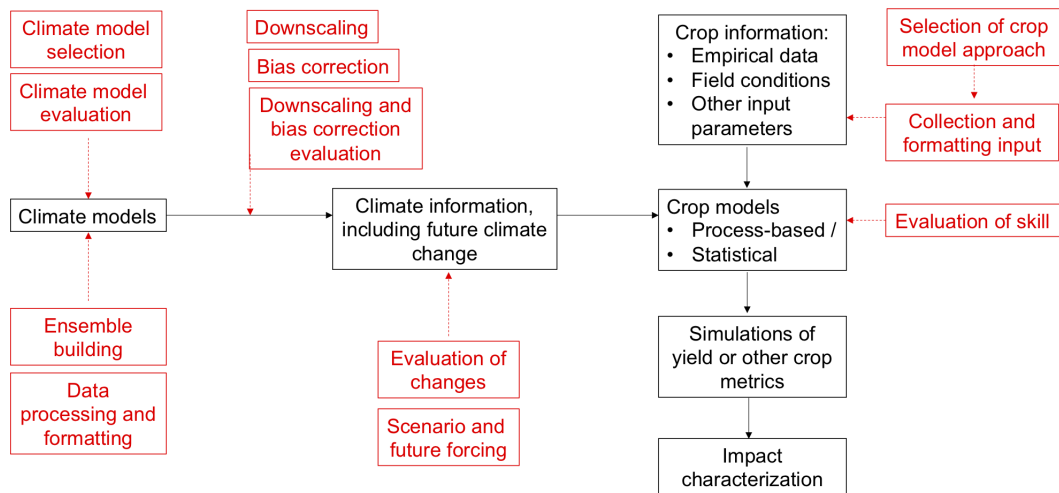 Climate model
selection
Climate model
evaluation
Downscaling
Bias correction
Downscaling and
bias correction
evaluation
Crop information:
• Empirical data
• Field conditions
• Other input
parameters
Selection of crop
model approach
Collection and
formatting input
Climate models
Climate information,
including future climate
change
Crop models
• Process-based /
• Statistical
Evaluation of skill
Ensemble
building
Data
processing and
formatting
Evaluation of
changes
Scenario and
future forcing
Simulations of
yield or other crop
metrics
Impact
characterization